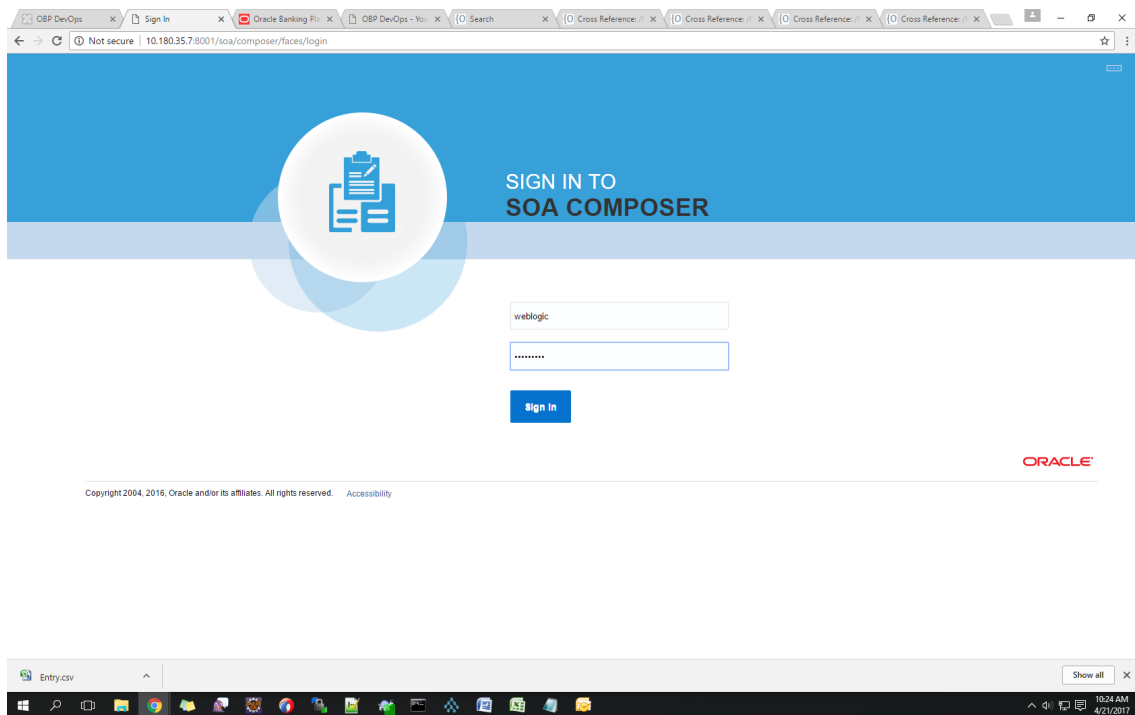 OBP DevOps
Sign In
Oracle Banking Pla
OBP DevOps - You
{O Search
{O Cross Reference: /
{O Cross Reference: /
{O Cross Reference: /
{O Cross Reference: /
Not secure | 10.180.35.7:8001/soa/composer/faces/login
SIGN IN TO
SOA COMPOSER
weblogic
•••••••••
Sign In
ORACLE
Copyright 2004, 2016, Oracle and/or its affiliates. All rights reserved. Accessibility
Entry.csv
Show all
10:24 AM
4/21/2017